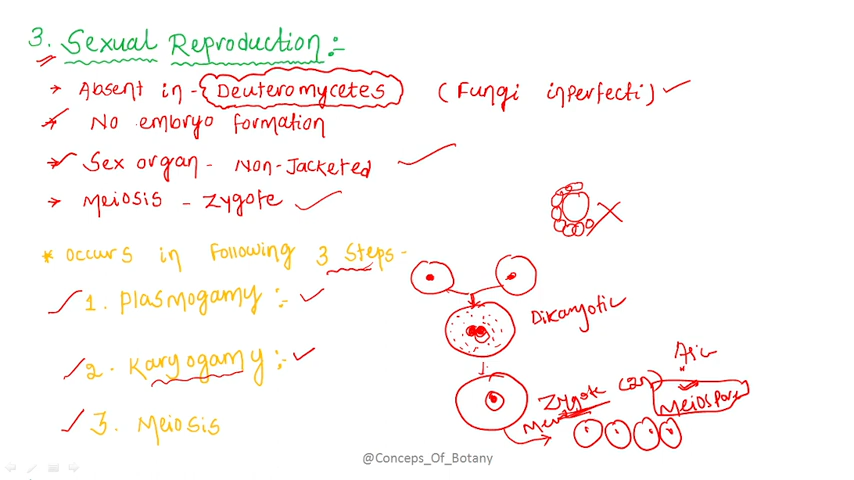 3. Sexual Reproduction :-
→ Absent in - Deuteromycetes (Fungi inperfecti)
→ No embryo formation
→ Sex organ - Non-Jacketed
→ Meiosis - Zygote
* Occurs in following 3 Steps -
1. Plasmogamy :-
Dikaryotic
2. Karyogamy :-
Zygote (2n)
Meiospore
3. Meiosis
@Conceps_Of_Botany